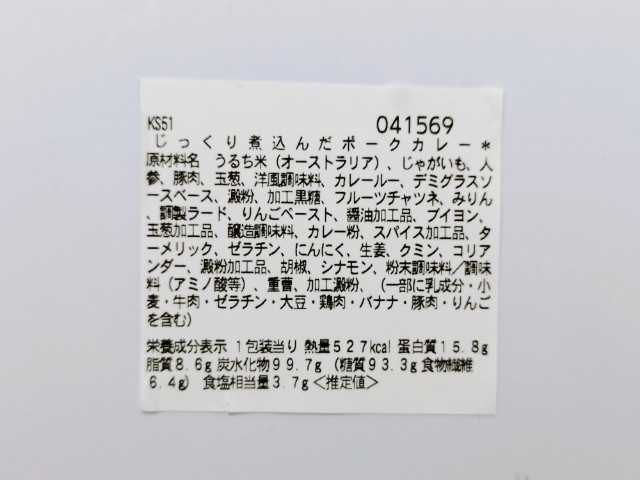 KS51
041569
じっくり煮込んだポークカレー＊
原材料名　うるち米（オーストラリア）、じゃがいも、人
参、豚肉、玉葱、洋風調味料、カレールー、デミグラスソ
ースベース、澱粉、加工黒糖、フルーツチャツネ、みりん
、調製ラード、りんごペースト、醤油加工品、ブイヨン、
玉葱加工品、醸造調味料、カレー粉、スパイス加工品、タ
ーメリック、ゼラチン、にんにく、生姜、クミン、コリア
ンダー、澱粉加工品、胡椒、シナモン、粉末調味料／調味
料（アミノ酸等）、重曹、加工澱粉、（一部に乳成分・小
麦・牛肉・ゼラチン・大豆・鶏肉・バナナ・豚肉・りんご
を含む）
栄養成分表示 １包装当り 熱量５２７kcal 蛋白質１５.８g
脂質８.６g 炭水化物９９.７g（糖質９３.３g 食物繊維
６.４g） 食塩相当量３.７g＜推定値＞